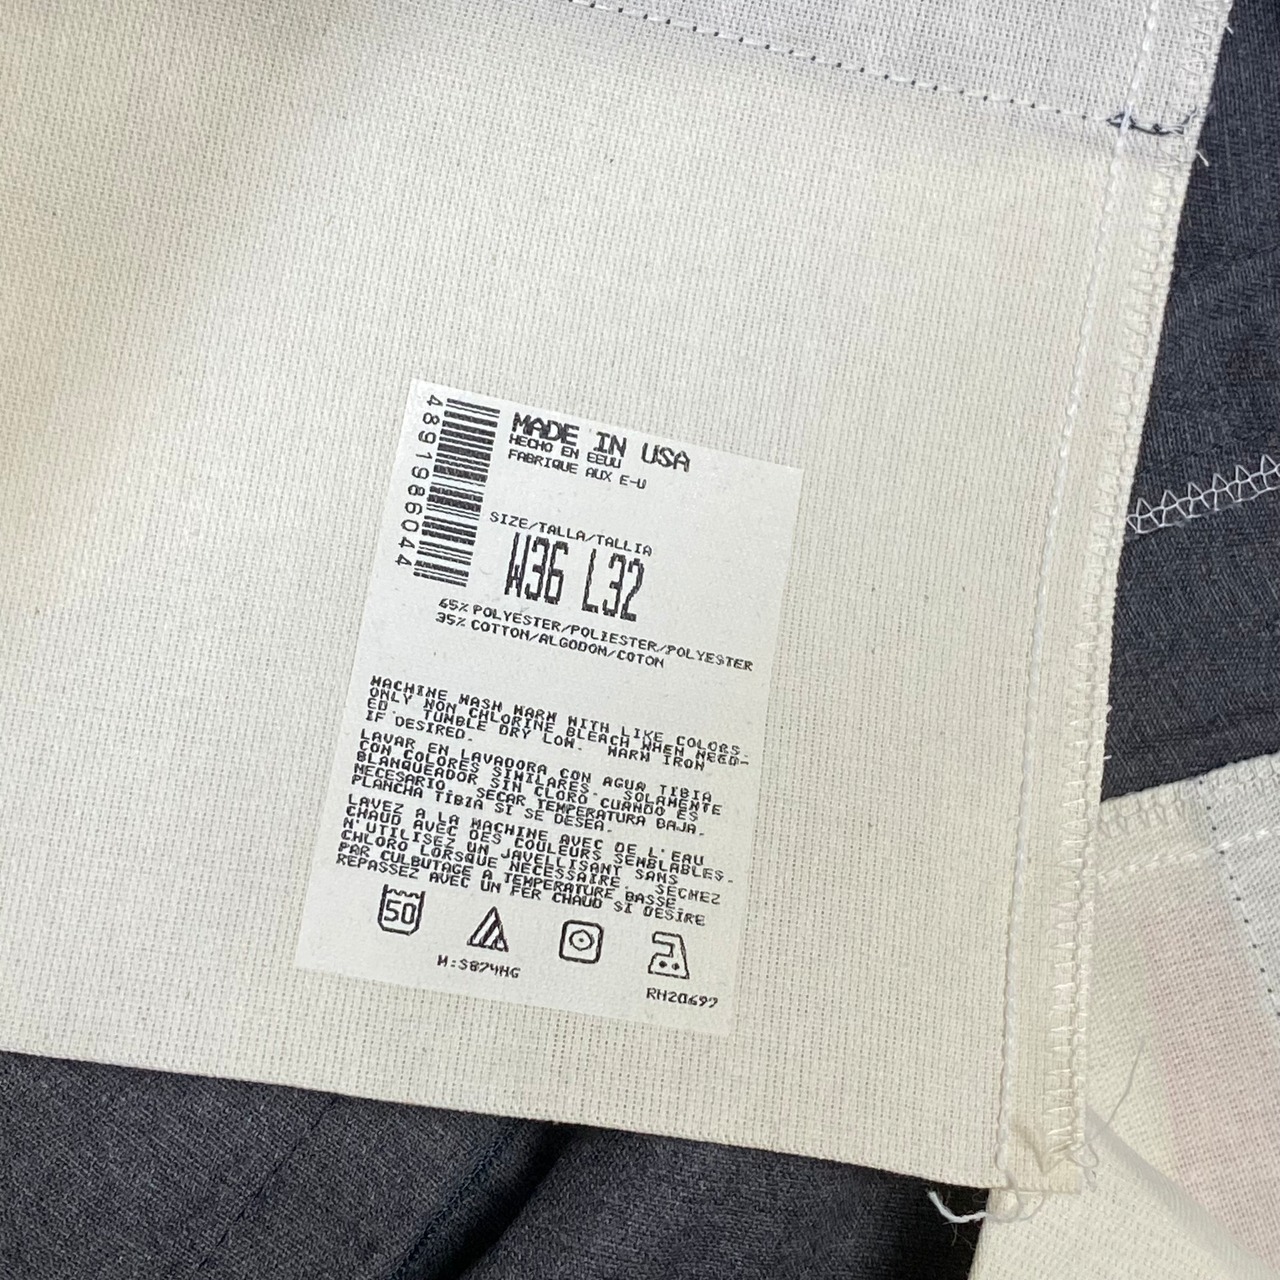 4891986044
MADE IN USA
HECHO EN EEUU
FABRIQUE AUX E-U
SIZE/TALLA/TALLIA
W36 L32
65% POLYESTER/POLIESTER/POLYESTER
35% COTTON/ALGODON/COTON
MACHINE WASH WARM WITH LIKE COLORS.
ONLY NON CHLORINE BLEACH WHEN NEED-
ED. TUMBLE DRY LOW. WARM IRON
IF DESIRED.
LAVAR EN LAVADORA CON AGUA TIBIA
CON COLORES SIMILARES. SOLAMENTE
BLANQUEADOR SIN CLORO CUANDO ES
NECESARIO. SECAR TEMPERATURA BAJA.
PLANCHA TIBIA SI SE DESEA.
LAVEZ A LA MACHINE AVEC DE L'EAU
CHAUD AVEC DES COULEURS SEMBLABLES.
N'UTILISEZ UN JAVELLISANT SANS
CHLORO LORSQUE NECESSAIRE. SECHEZ
PAR CULBUTAGE A TEMPERATURE BASSE.
REPASSEZ AVEC UN FER CHAUD SI DESIRE
50
M:S874HG
RH20697